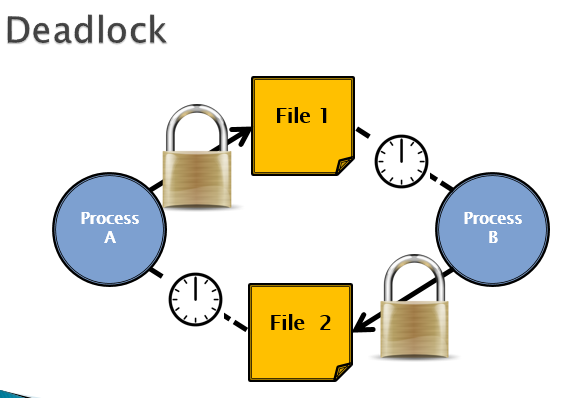 Deadlock
File 1
Process
A
Process
B
File 2